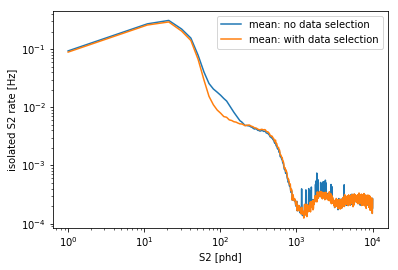 mean: no data selection
mean: with data selection
isolated S2 rate [Hz]
10⁻¹
10⁻²
10⁻³
10⁻⁴
10⁰ 10¹ 10² 10³ 10⁴
S2 [phd]